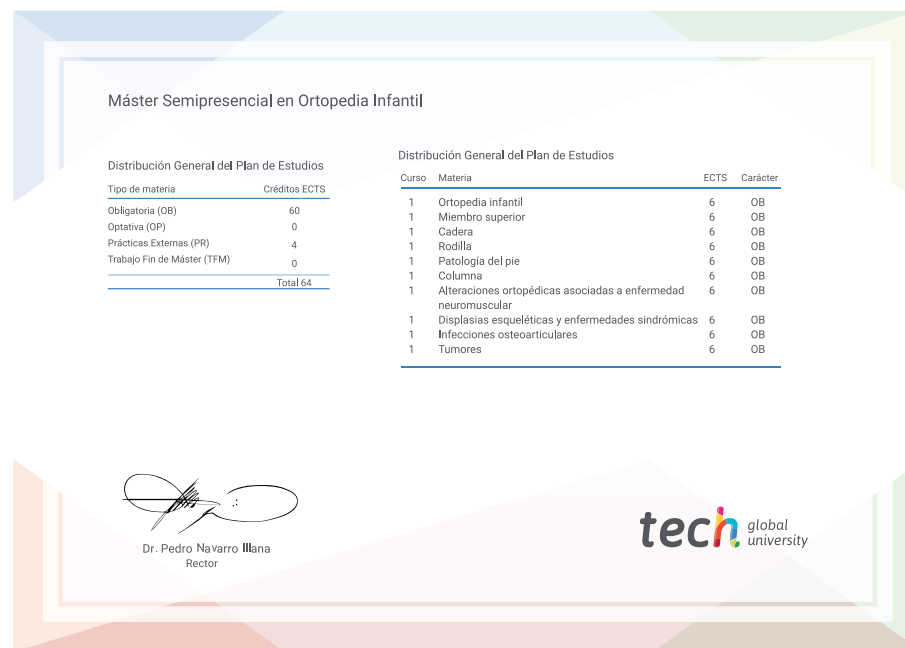 Máster Semipresencial en Ortopedia Infantil
Distribución General del Plan de Estudios
Tipo de materia Créditos ECTS
Obligatoria (OB) 60
Optativa (OP) 0
Prácticas Externas (PR) 4
Trabajo Fin de Máster (TFM) 0
Total 64
Distribución General del Plan de Estudios
Curso Materia ECTS Carácter
1 Ortopedia infantil 6 OB
1 Miembro superior 6 OB
1 Cadera 6 OB
1 Rodilla 6 OB
1 Patología del pie 6 OB
1 Columna 6 OB
1 Alteraciones ortopédicas asociadas a enfermedad 6 OB
neuromuscular
1 Displasias esqueléticas y enfermedades sindrómicas 6 OB
1 Infecciones osteoarticulares 6 OB
1 Tumores 6 OB
Dr. Pedro Navarro Illana
Rector
tech global
university